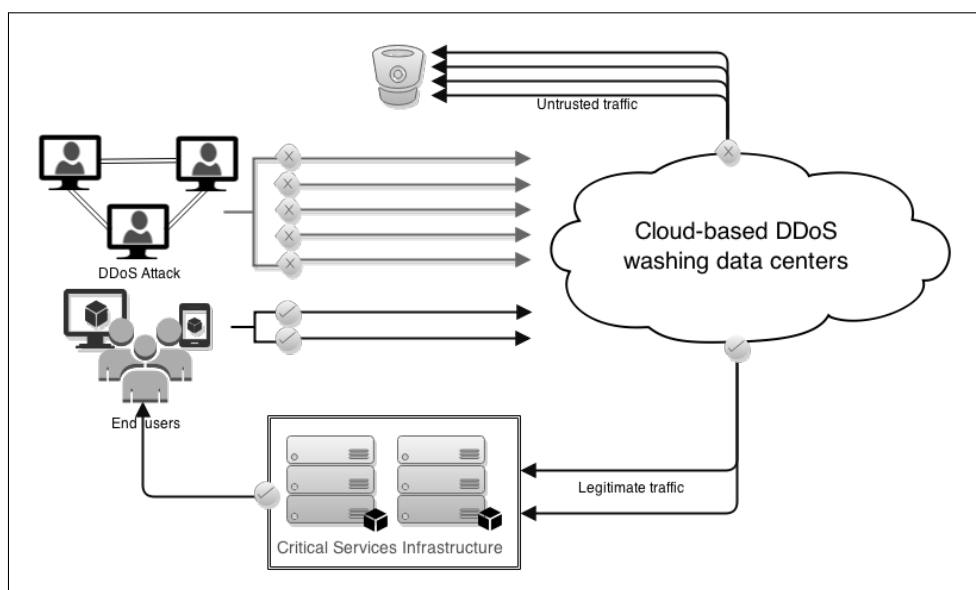 Untrusted traffic
Cloud-based DDoS
washing data centers
DDoS Attack
End users
Legitimate traffic
Critical Services Infrastructure